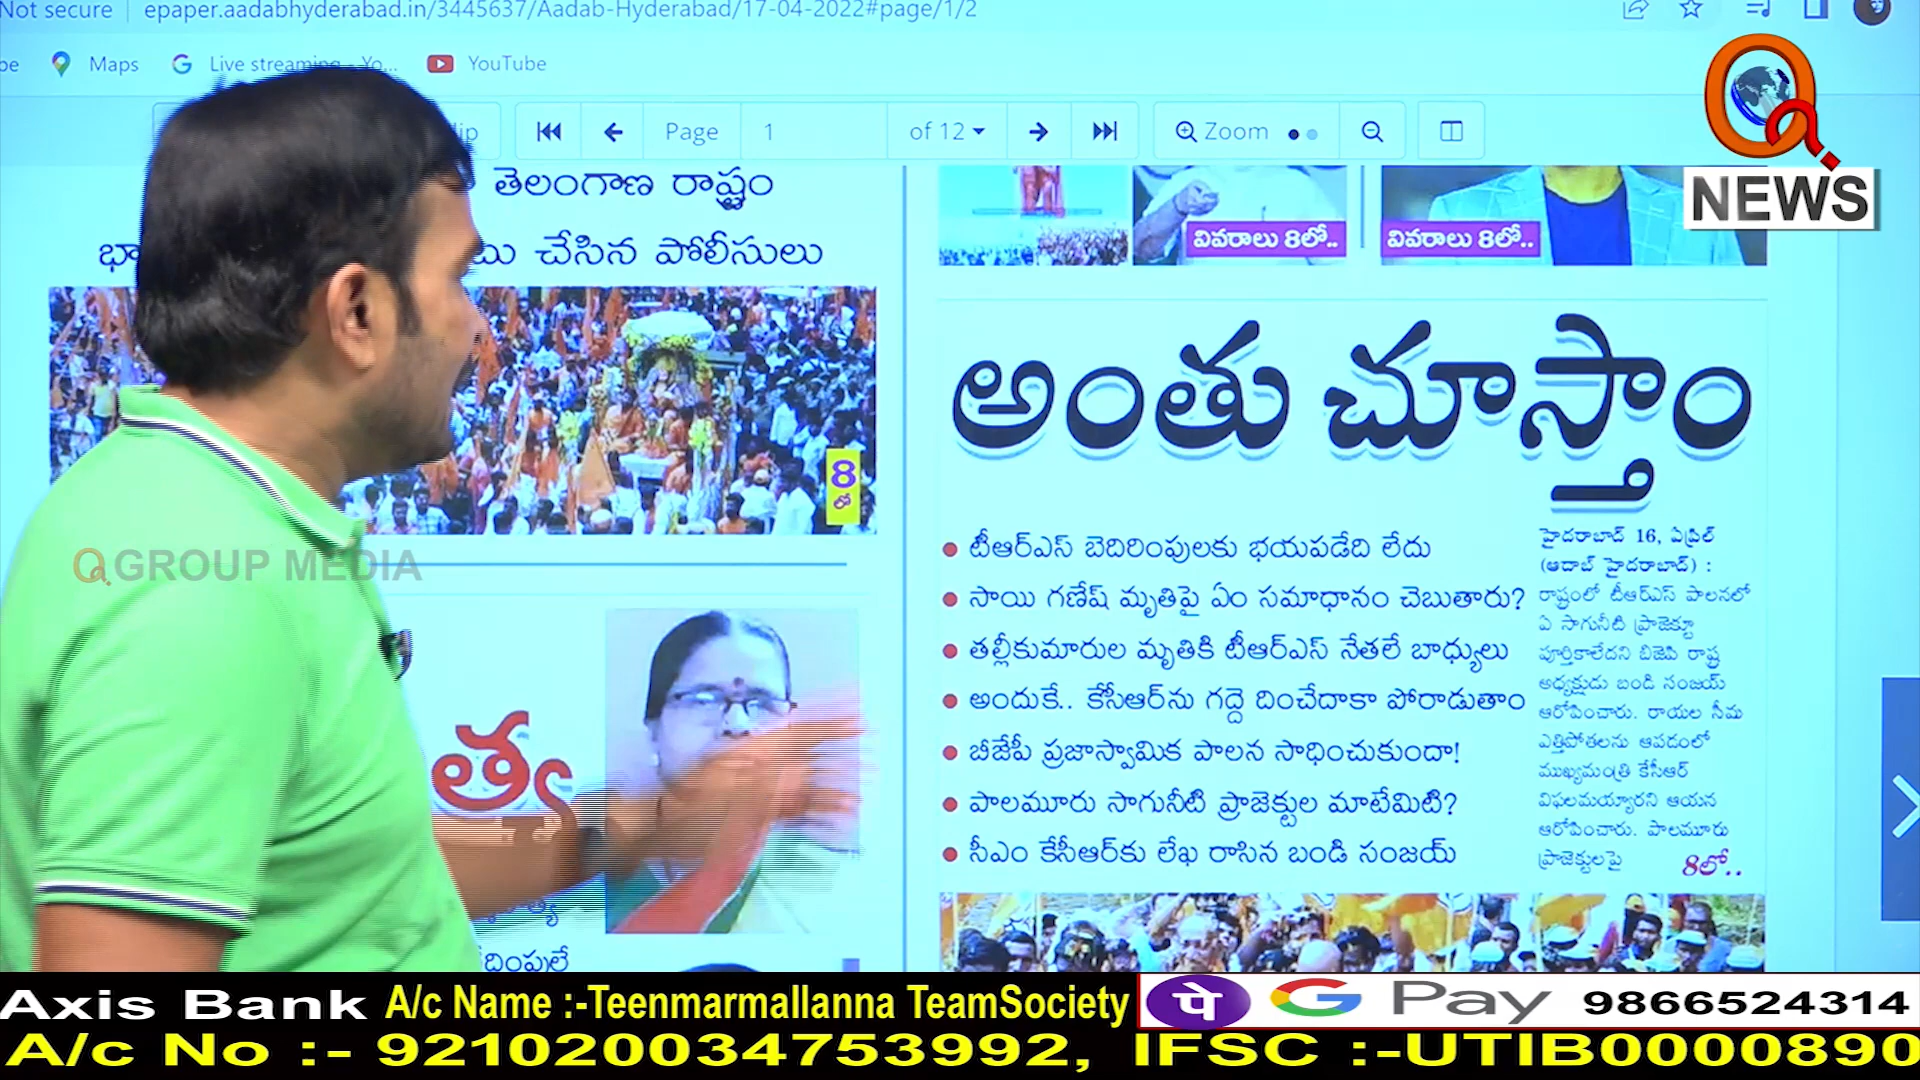 Not secure epaper.aadabhyderabad.in/3445637/Aadab-Hyderabad/17-04-2022#page/1/2
Maps Live streaming - Yo... YouTube
Page 1 of 12 Zoom
NEWS
తెలంగాణ రాష్ట్రం
చేసిన పోలీసులు
వివరాలు 8లో..
వివరాలు 8లో..
8
లో
అంతు చూస్తాం
GROUP MEDIA
త్య
• టీఆర్ఎస్ బెదిరింపులకు భయపడేది లేదు
• సాయి గణేష్ మృతిపై ఏం సమాధానం చెబుతారు?
• తల్లీకుమారుల మృతికి టీఆర్ఎస్ నేతలే బాధ్యులు
• అందుకే.. కేసీఆర్‌ను గద్దె దించేదాకా పోరాడుతాం
• బీజేపీ ప్రజాస్వామిక పాలన సాధించుకుందా!
• పాలమూరు సాగునీటి ప్రాజెక్టుల మాటేమిటి?
• సీఎం కేసీఆర్‌కు లేఖ రాసిన బండి సంజయ్
హైదరాబాద్ 16, ఏప్రిల్
(ఆదాబ్ హైదరాబాద్) :
రాష్ట్రంలో టీఆర్ఎస్ పాలనలో
ఏ సాగునీటి ప్రాజెక్టూ
పూర్తికాలేదని బిజెపి రాష్ట్ర
అధ్యక్షుడు బండి సంజయ్
ఆరోపించారు. రాయల సీమ
ఎత్తిపోతలను ఆపడంలో
ముఖ్యమంత్రి కేసీఆర్
విఫలమయ్యారని ఆయన
ఆరోపించారు. పాలమూరు
ప్రాజెక్టులపై 8లో..
Axis Bank A/c Name :-Teenmarmallanna TeamSociety पे G Pay 9866524314
A/c No :- 921020034753992, IFSC :-UTIB0000890